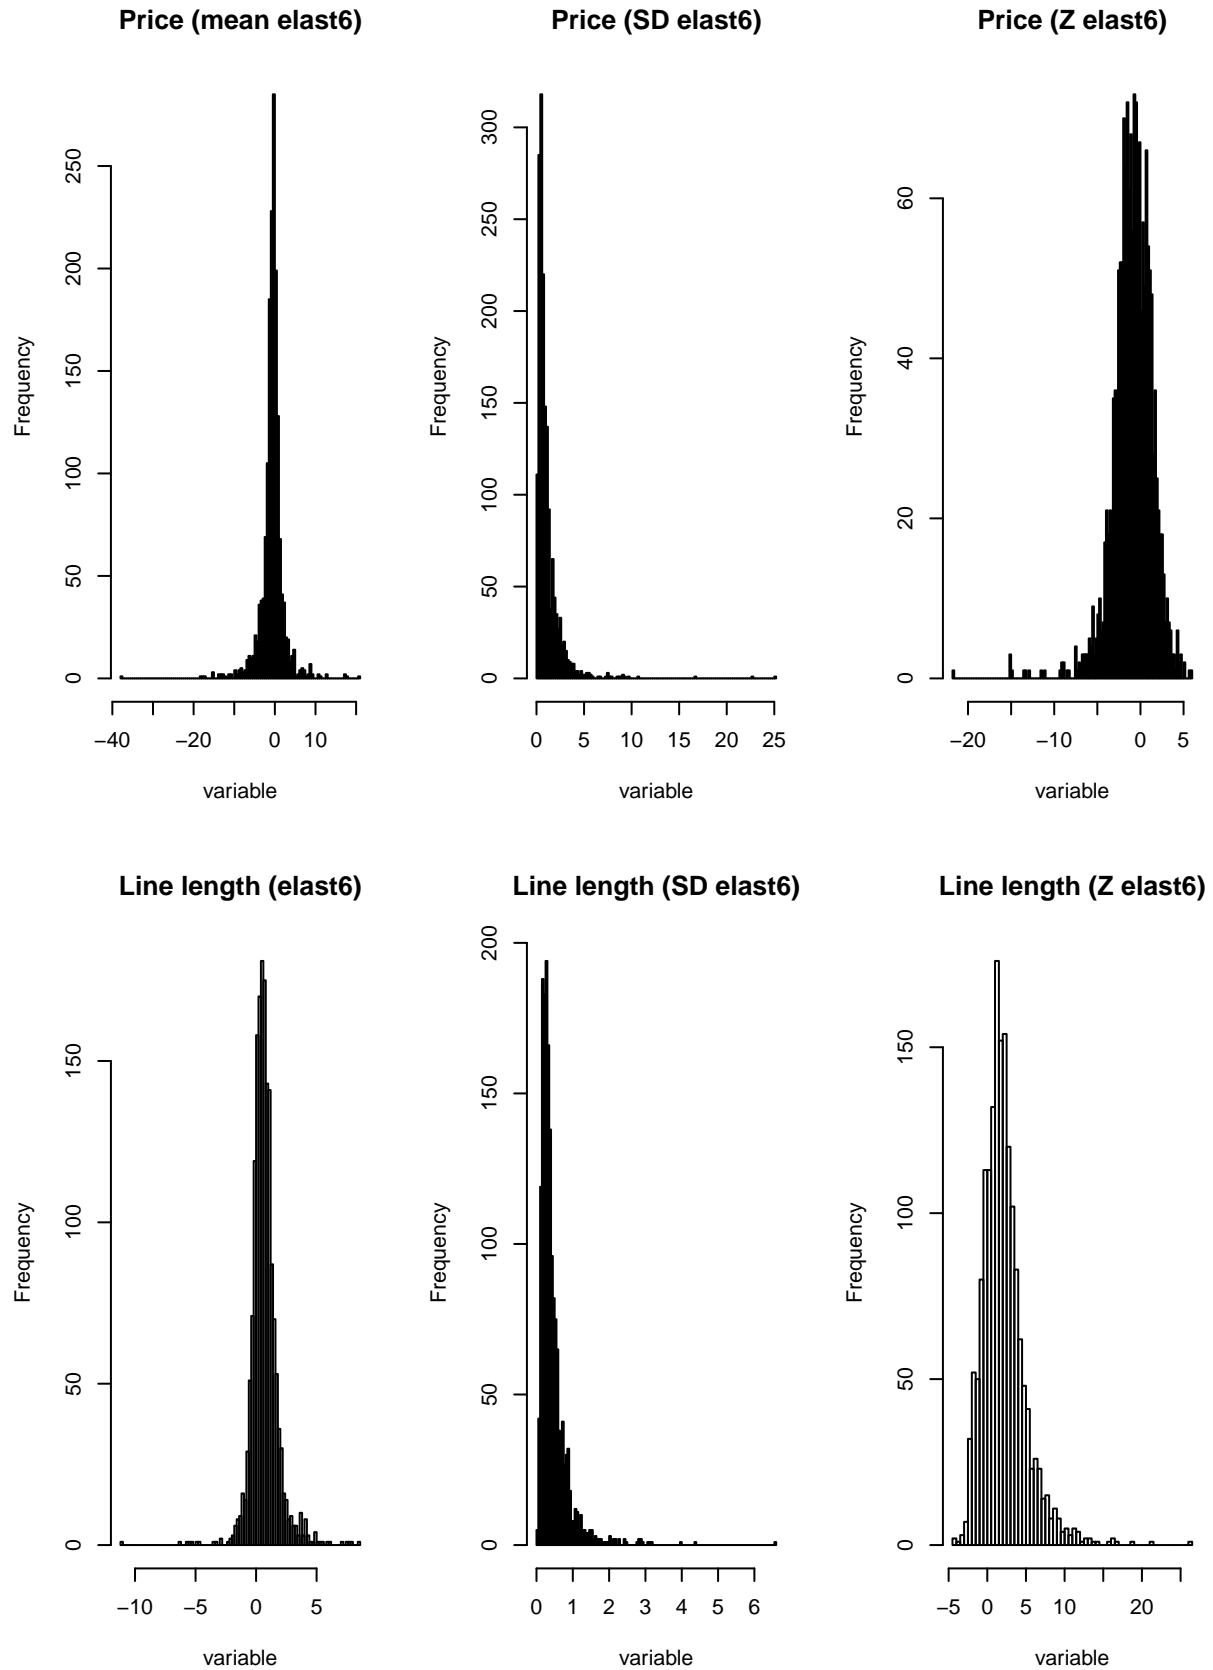 Price (mean elast6)
Frequency
0 50 100 150 200 250
−40 −20 0 10
variable
Price (SD elast6)
Frequency
0 50 100 150 200 250 300
0 5 10 15 20 25
variable
Price (Z elast6)
Frequency
0 20 40 60
−20 −10 0 5
variable
Line length (elast6)
Frequency
0 50 100 150
−10 −5 0 5
variable
Line length (SD elast6)
Frequency
0 50 100 150 200
0 1 2 3 4 5 6
variable
Line length (Z elast6)
Frequency
0 50 100 150
−5 0 5 10 20
variable